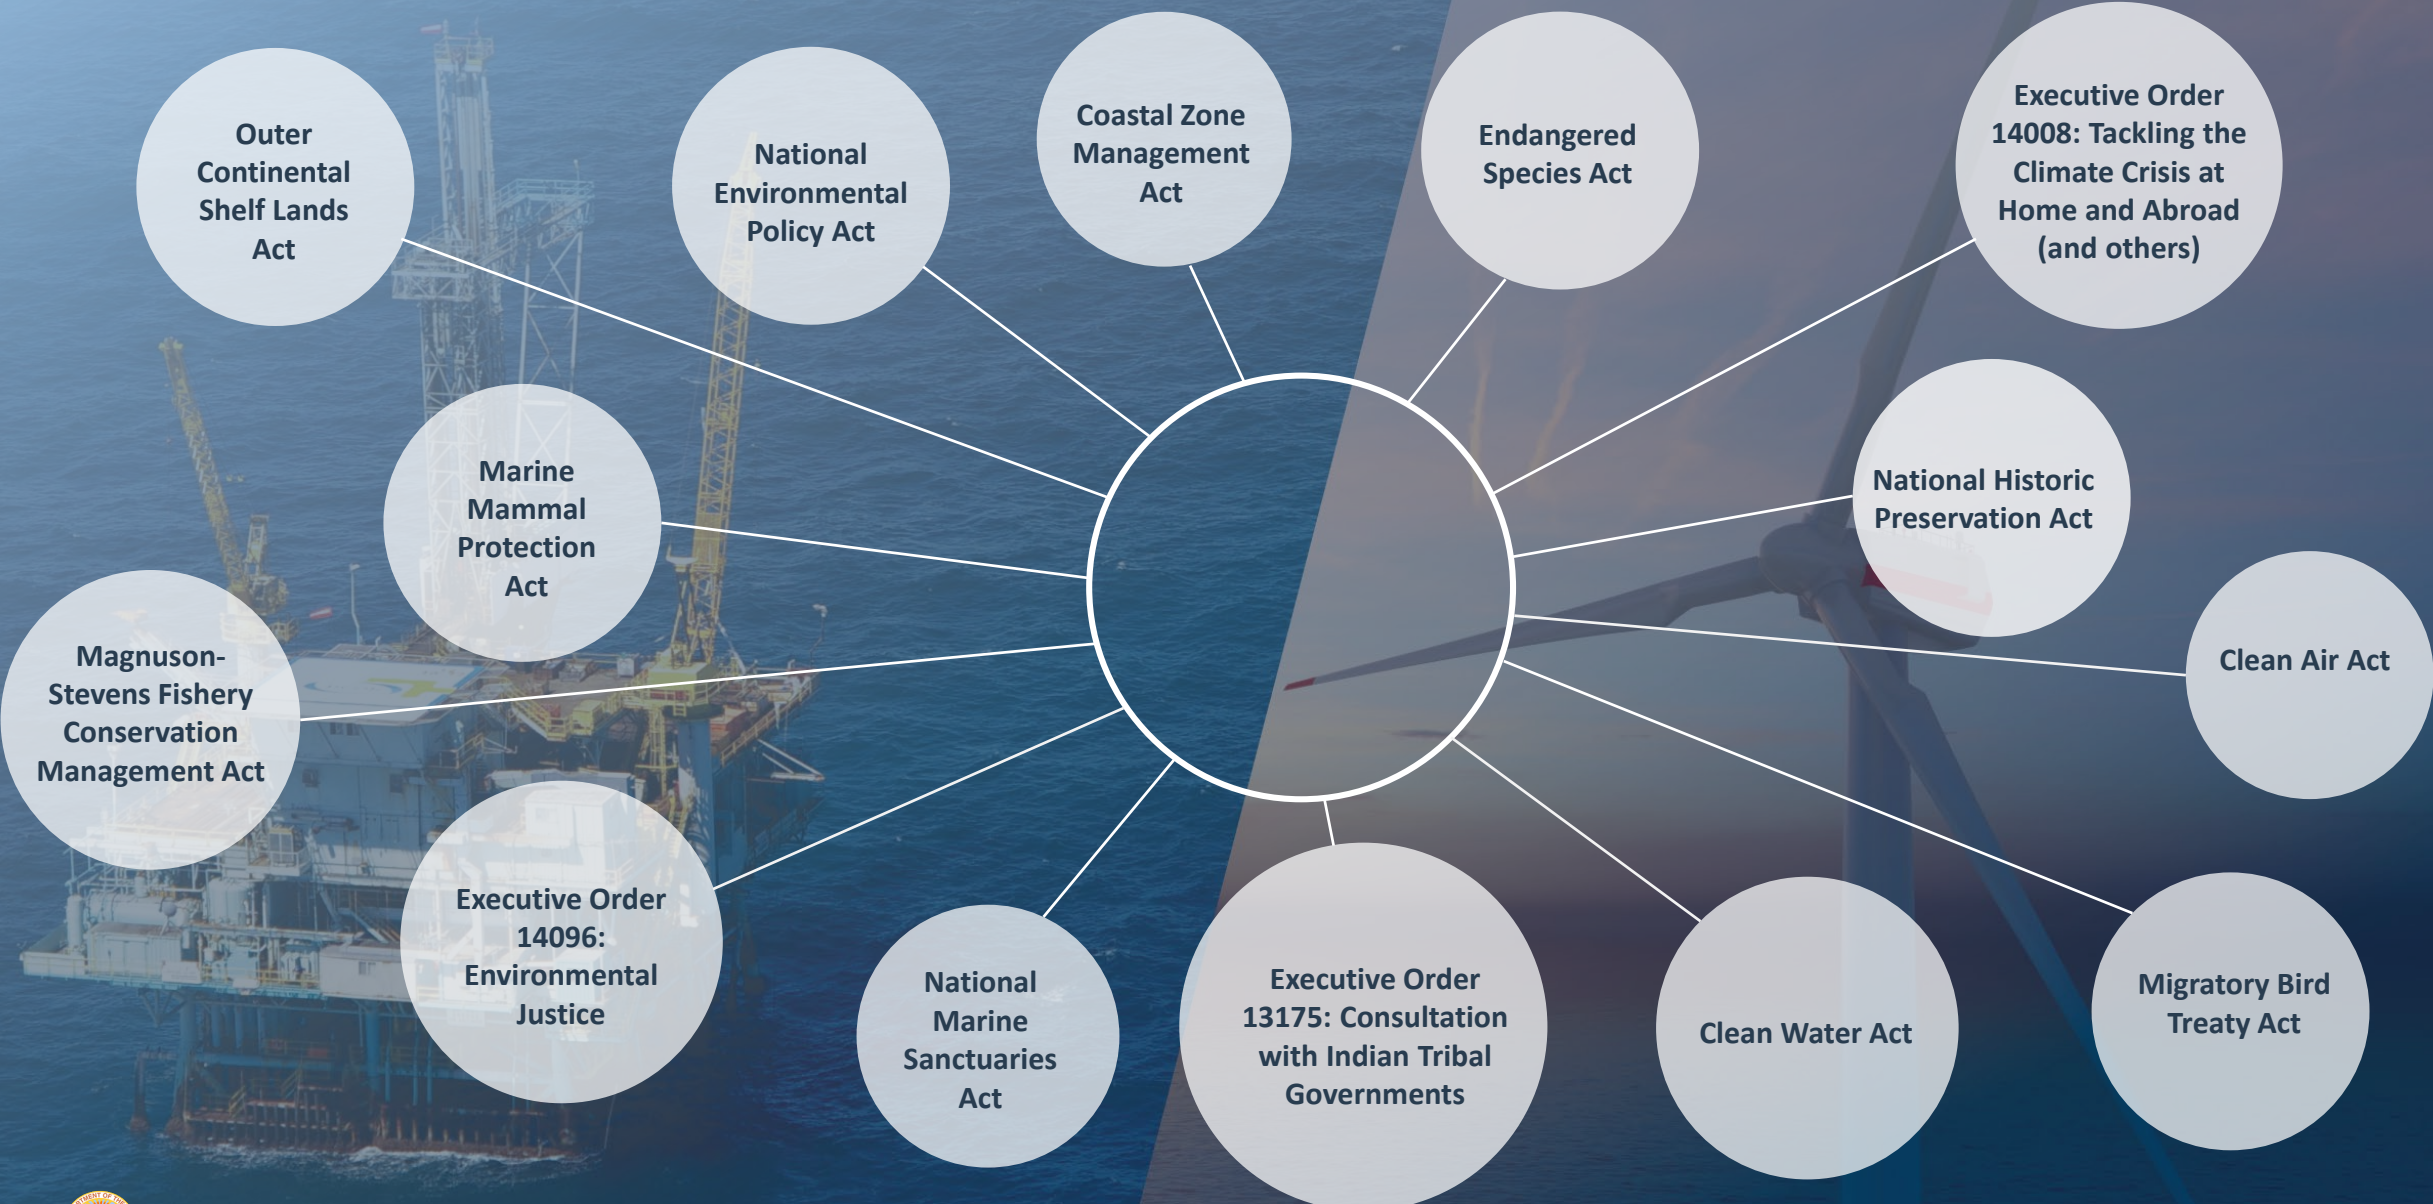 Outer
Continental
Shelf Lands
Act
National
Environmental
Policy Act
Coastal Zone
Management
Act
Endangered
Species Act
Executive Order
14008: Tackling the
Climate Crisis at
Home and Abroad
(and others)
Marine
Mammal
Protection
Act
National Historic
Preservation Act
Magnuson-
Stevens Fishery
Conservation
Management Act
Clean Air Act
Executive Order
14096:
Environmental
Justice
National
Marine
Sanctuaries
Act
Executive Order
13175: Consultation
with Indian Tribal
Governments
Clean Water Act
Migratory Bird
Treaty Act